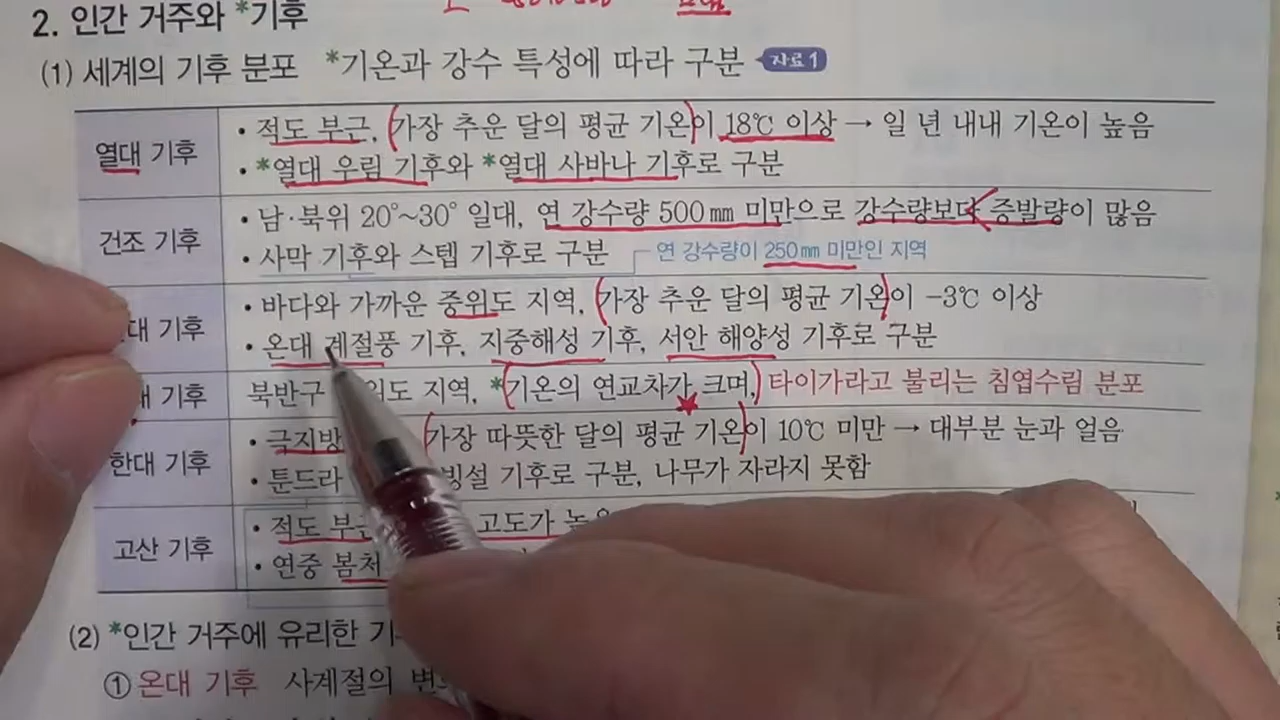 2. 인간 거주와 *기후
(1) 세계의 기후 분포 *기온과 강수 특성에 따라 구분 자료1
열대 기후
• 적도 부근, 가장 추운 달의 평균 기온이 18℃ 이상 → 일 년 내내 기온이 높음
• *열대 우림 기후와 *열대 사바나 기후로 구분
건조 기후
• 남·북위 20°~30° 일대, 연 강수량 500㎜ 미만으로 강수량보다 증발량이 많음
• 사막 기후와 스텝 기후로 구분
연 강수량이 250㎜ 미만인 지역
대 기후
• 바다와 가까운 중위도 지역, 가장 추운 달의 평균 기온이 -3℃ 이상
• 온대 계절풍 기후, 지중해성 기후, 서안 해양성 기후로 구분
기후
북반구 위도 지역, *기온의 연교차가 크며, 타이가라고 불리는 침엽수림 분포
한대 기후
• 극지방 가장 따뜻한 달의 평균 기온이 10℃ 미만 → 대부분 눈과 얼음
• 툰드라 빙설 기후로 구분, 나무가 자라지 못함
고산 기후
• 적도 부근 고도가 높
• 연중 봄처
(2) *인간 거주에 유리한 기
① 온대 기후 사계절의 변